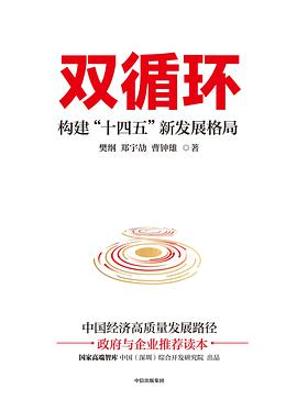 双循环
构建“十四五”新发展格局
樊纲 郑宇劼 曹钟雄 ◎著
中国经济高质量发展路径
政府与企业推荐读本
国家高端智库 中国（深圳）综合开发研究院 出品
中信出版集团